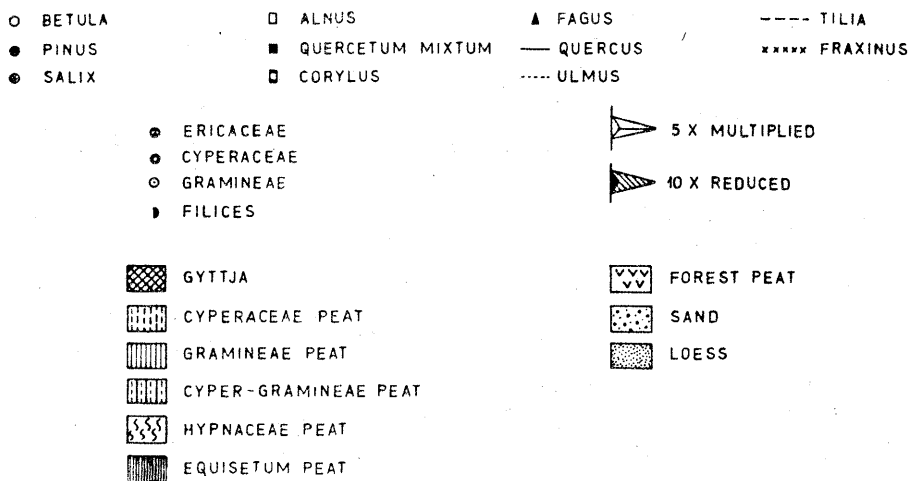 BETULA ALNUS FAGUS TILIA
PINUS QUERCETUM MIXTUM QUERCUS FRAXINUS
SALIX CORYLUS ULMUS
ERICACEAE 5 X MULTIPLIED
CYPERACEAE
GRAMINEAE 10 X REDUCED
FILICES
GYTTJA FOREST PEAT
CYPERACEAE PEAT SAND
GRAMINEAE PEAT LOESS
CYPER-GRAMINEAE PEAT
HYPNACEAE PEAT
EQUISETUM PEAT